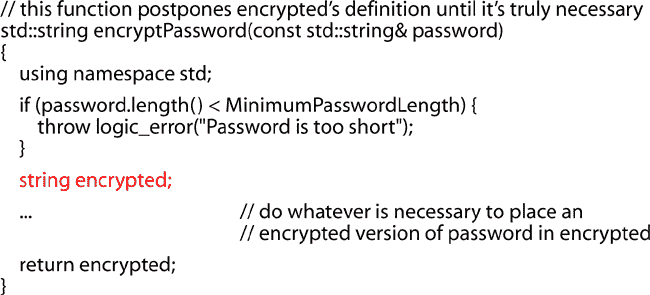 // this function postpones encrypted’s definition until it’s truly necessary
std::string encryptPassword(const std::string& password)
{
using namespace std;
if (password.length() < MinimumPasswordLength) {
throw logic_error("Password is too short");
}
string encrypted;
... // do whatever is necessary to place an
// encrypted version of password in encrypted
return encrypted;
}